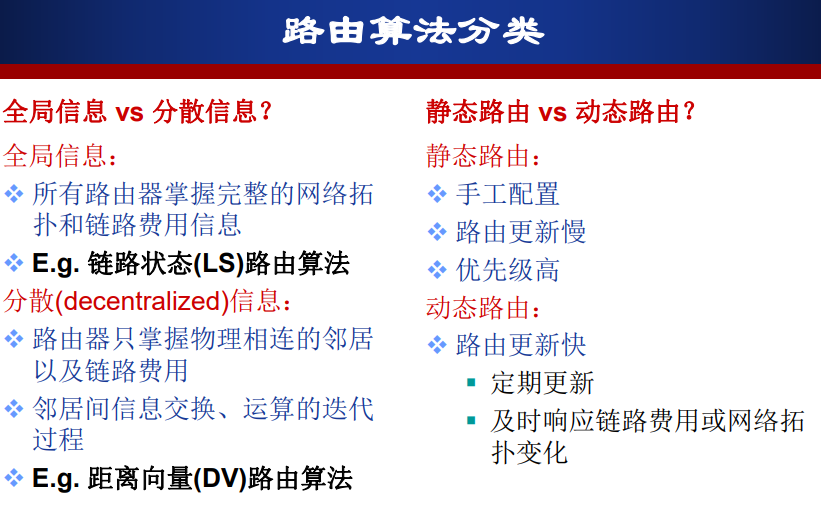 路由算法分类
全局信息 vs 分散信息？
全局信息：
❖ 所有路由器掌握完整的网络拓
扑和链路费用信息
❖ E.g. 链路状态(LS)路由算法
分散(decentralized)信息：
❖ 路由器只掌握物理相连的邻居
以及链路费用
❖ 邻居间信息交换、运算的迭代
过程
❖ E.g. 距离向量(DV)路由算法
静态路由 vs 动态路由？
静态路由：
❖ 手工配置
❖ 路由更新慢
❖ 优先级高
动态路由：
❖ 路由更新快
▪ 定期更新
▪ 及时响应链路费用或网络拓
扑变化